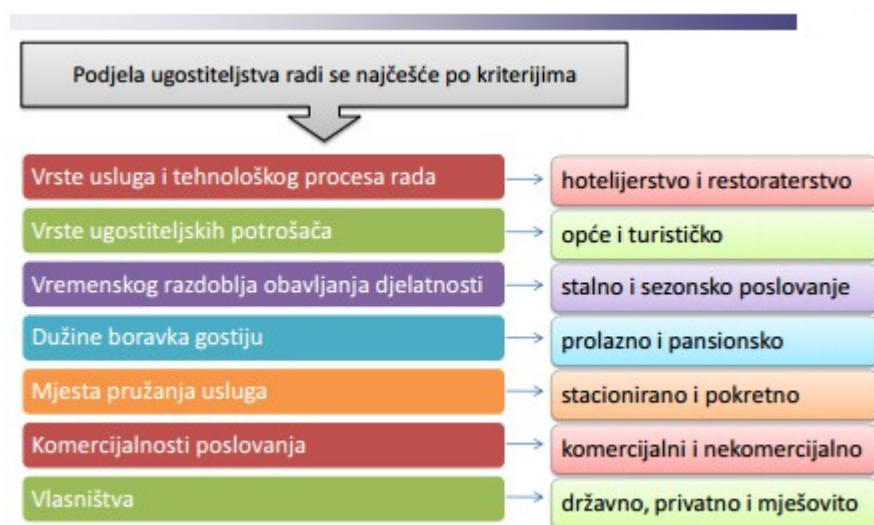 Podjela ugostiteljstva radi se najčešće po kriterijima
Vrste usluga i tehnološkog procesa rada
hotelijerstvo i restoraterstvo
Vrste ugostiteljskih potrošača
opće i turističko
Vremenskog razdoblja obavljanja djelatnosti
stalno i sezonsko poslovanje
Dužine boravka gostiju
prolazno i pansionsko
Mjesta pružanja usluga
stacionirano i pokretno
Komercijalnosti poslovanja
komercijalni i nekomercijalno
Vlasništva
državno, privatno i mješovito